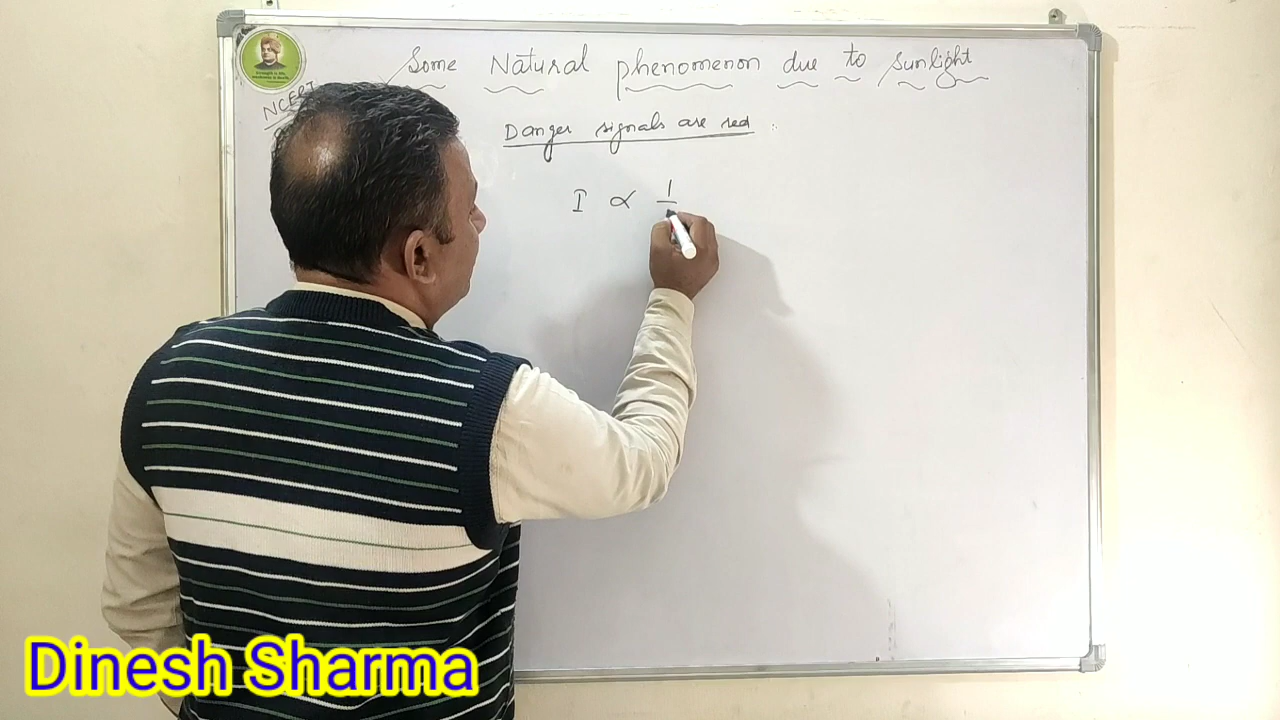 Some Natural phenomenon due to sunlight
NCERT
Danger signals are red
I ∝ 1
Dinesh Sharma